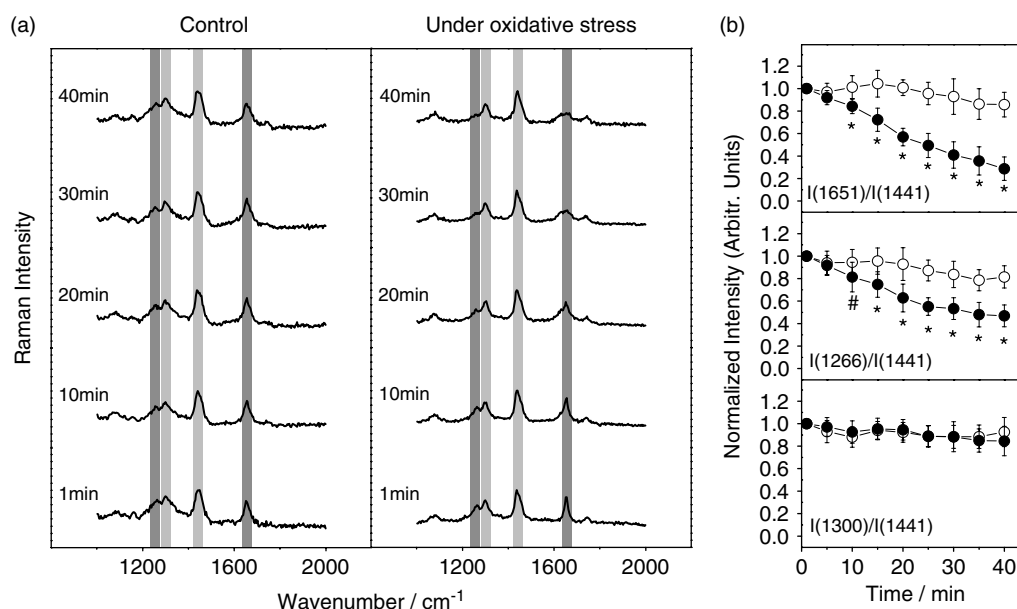 (a)
Control
Under oxidative stress
Raman Intensity
40min
30min
20min
10min
1min
40min
30min
20min
10min
1min
1200 1600 2000
1200 1600 2000
Wavenumber / cm⁻¹
(b)
Normalized Intensity (Arbitr. Units)
1.2
1.0
0.8
0.6
0.4
0.2
0.0
* * * * * * *
I(1651)/I(1441)
1.2
1.0
0.8
0.6
0.4
0.2
0.0
# * * * * * *
I(1266)/I(1441)
1.2
1.0
0.8
0.6
0.4
0.2
0.0
I(1300)/I(1441)
0 10 20 30 40
Time / min